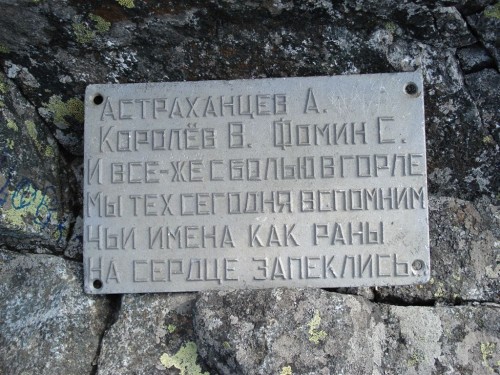 Астраханцев А.
Королёв В. Фомин С.
И все-же с болью в горле
Мы тех сегодня вспомним
Чьи имена как раны
На сердце запеклись.